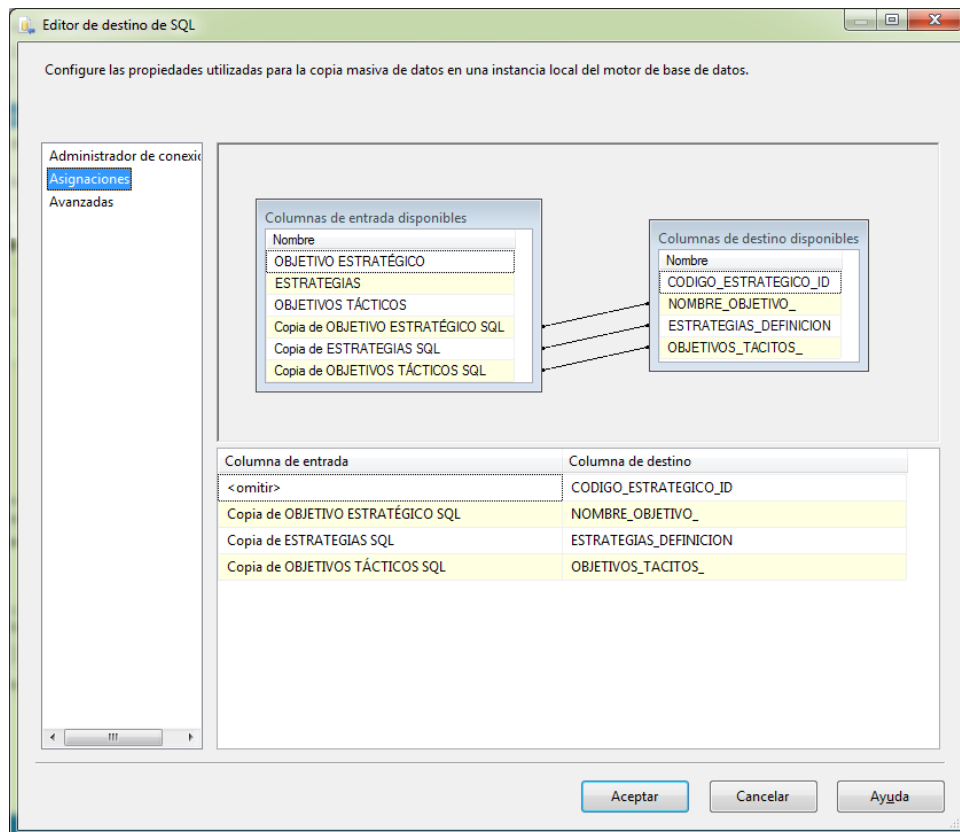 Editor de destino de SQL
Configure las propiedades utilizadas para la copia masiva de datos en una instancia local del motor de base de datos.
Administrador de conexi
Asignaciones
Avanzadas
Columnas de entrada disponibles
Nombre
OBJETIVO ESTRATÉGICO
ESTRATEGIAS
OBJETIVOS TÁCTICOS
Copia de OBJETIVO ESTRATÉGICO SQL
Copia de ESTRATEGIAS SQL
Copia de OBJETIVOS TÁCTICOS SQL
Columnas de destino disponibles
Nombre
CODIGO_ESTRATEGICO_ID
NOMBRE_OBJETIVO_
ESTRATEGIAS_DEFINICION
OBJETIVOS_TACITOS_
Columna de entrada Columna de destino
<omitir> CODIGO_ESTRATEGICO_ID
Copia de OBJETIVO ESTRATÉGICO SQL NOMBRE_OBJETIVO_
Copia de ESTRATEGIAS SQL ESTRATEGIAS_DEFINICION
Copia de OBJETIVOS TÁCTICOS SQL OBJETIVOS_TACITOS_
Aceptar Cancelar Ayuda